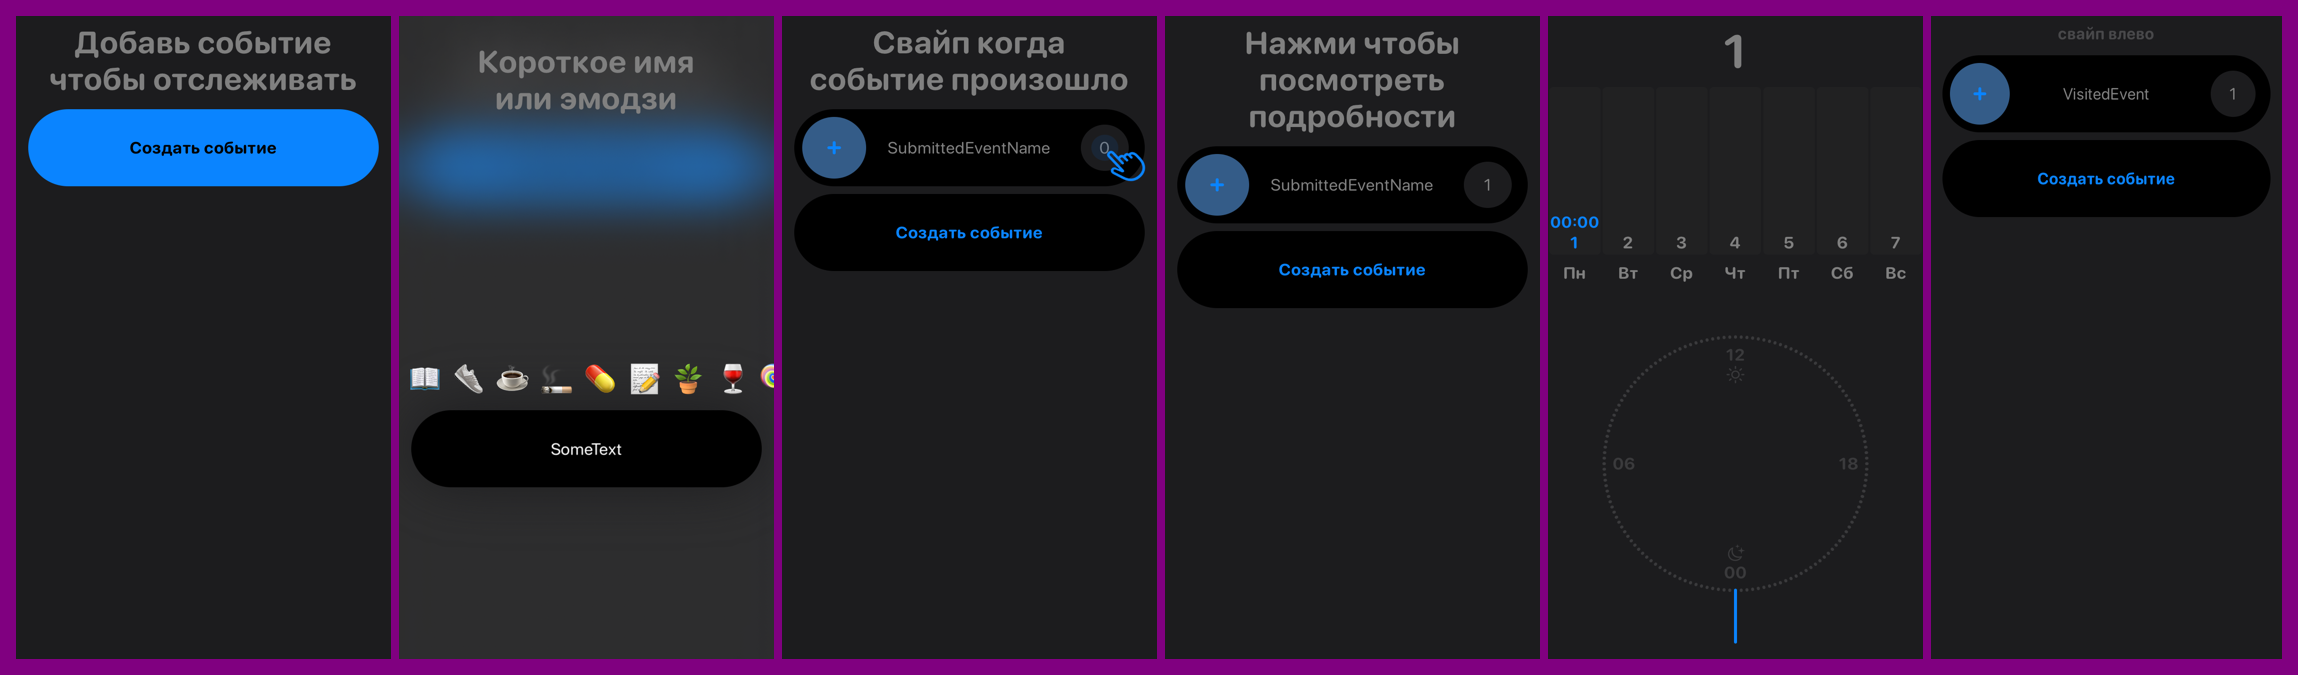 Добавь событие
чтобы отслеживать
Создать событие
Короткое имя
или эмодзи
SomeText
Свайп когда
событие произошло
+ SubmittedEventName 0
Создать событие
Нажми чтобы
посмотреть
подробности
+ SubmittedEventName 1
Создать событие
1
00:00
1 2 3 4 5 6 7
Пн Вт Ср Чт Пт Сб Вс
12
06 18
00
свайп влево
+ VisitedEvent 1
Создать событие